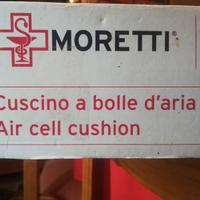 MORETTI®
Cuscino a bolle d'aria
Air cell cushion